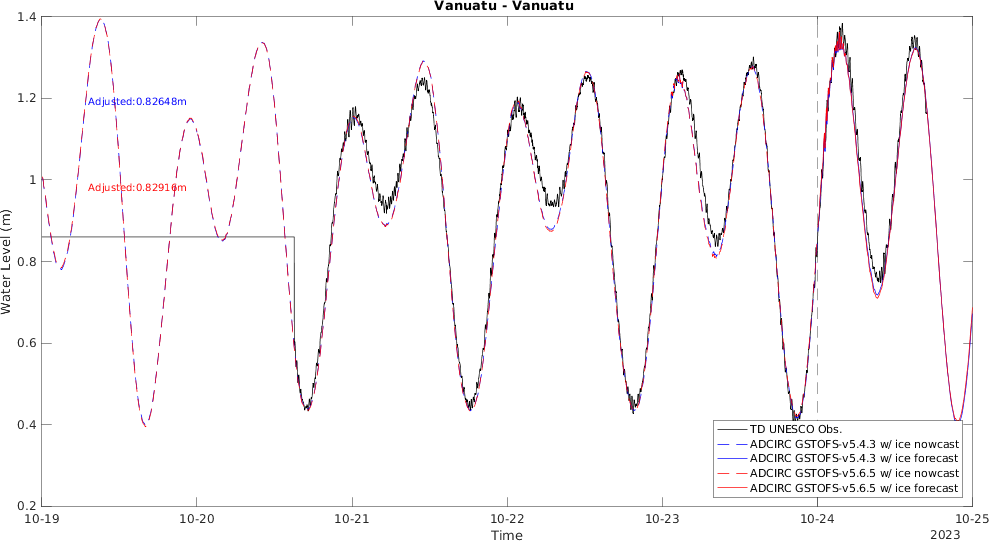 Vanuatu - Vanuatu
1.4
1.2
1
0.8
0.6
0.4
0.2
Water Level (m)
Adjusted:0.82648m
Adjusted:0.82916m
TD UNESCO Obs.
ADCIRC GSTOFS-v5.4.3 w/ ice nowcast
ADCIRC GSTOFS-v5.4.3 w/ ice forecast
ADCIRC GSTOFS-v5.6.5 w/ ice nowcast
ADCIRC GSTOFS-v5.6.5 w/ ice forecast
10-19 10-20 10-21 10-22 10-23 10-24 10-25
Time
2023